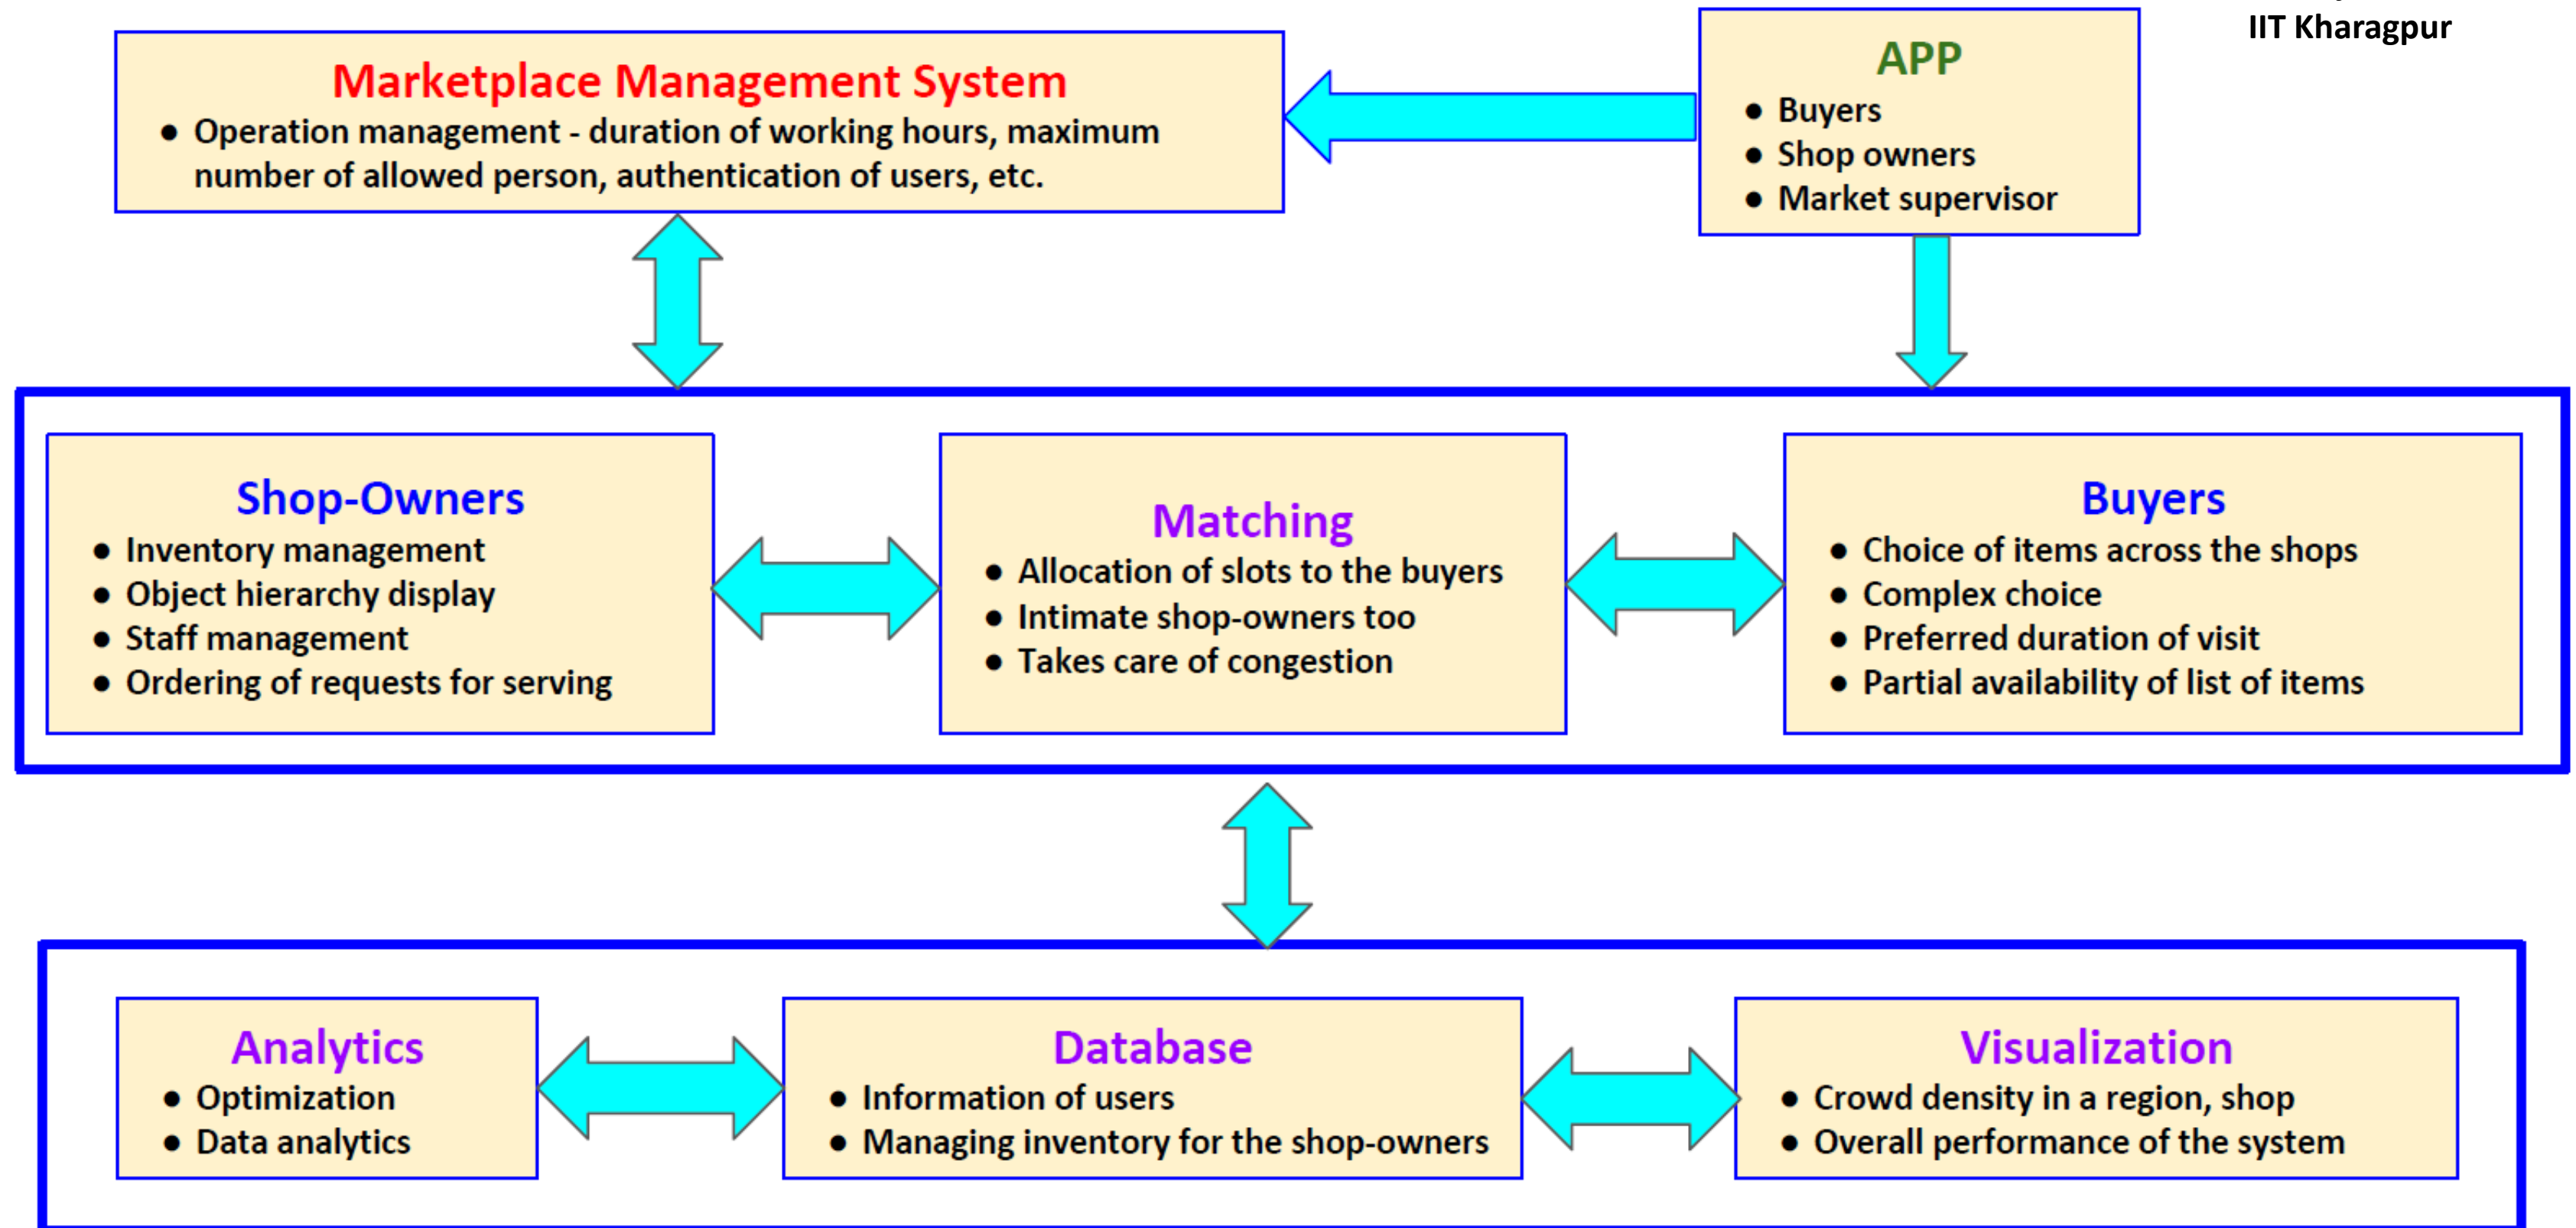 IIT Kharagpur
Marketplace Management System
● Operation management - duration of working hours, maximum
number of allowed person, authentication of users, etc.
APP
● Buyers
● Shop owners
● Market supervisor
Shop-Owners
● Inventory management
● Object hierarchy display
● Staff management
● Ordering of requests for serving
Matching
● Allocation of slots to the buyers
● Intimate shop-owners too
● Takes care of congestion
Buyers
● Choice of items across the shops
● Complex choice
● Preferred duration of visit
● Partial availability of list of items
Analytics
● Optimization
● Data analytics
Database
● Information of users
● Managing inventory for the shop-owners
Visualization
● Crowd density in a region, shop
● Overall performance of the system